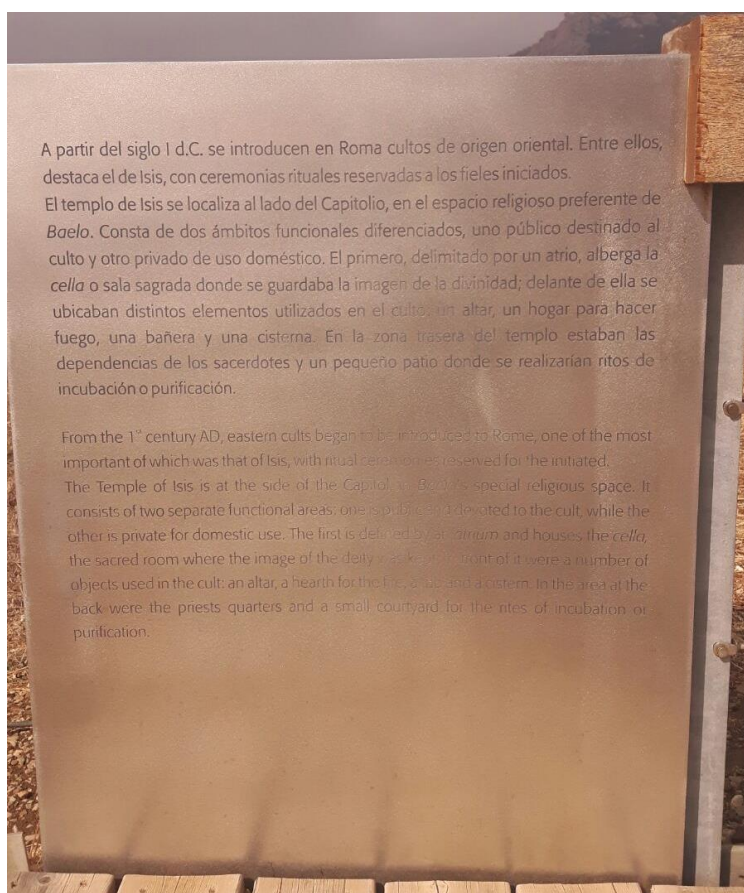 A partir del siglo I d.C. se introducen en Roma cultos de origen oriental. Entre ellos,
destaca el de Isis, con ceremonias rituales reservadas a los fieles iniciados.
El templo de Isis se localiza al lado del Capitolio, en el espacio religioso preferente de
Baelo. Consta de dos ámbitos funcionales diferenciados, uno público destinado al
culto y otro privado de uso doméstico. El primero, delimitado por un atrio, alberga la
cella o sala sagrada donde se guardaba la imagen de la divinidad; delante de ella se
ubicaban distintos elementos utilizados en el culto, un altar, un hogar para hacer
fuego, una bañera y una cisterna. En la zona trasera del templo estaban las
dependencias de los sacerdotes y un pequeño patio donde se realizarían ritos de
incubación o purificación.
From the 1st century AD, eastern cults began to be introduced to Rome, one of the most
important of which was that of Isis, with ritual ceremonies reserved for the initiated.
The Temple of Isis is at the side of the Capitol special religious space. It
consists of two separate functional areas: one is public and devoted to the cult, while the
other is private for domestic use. The first is defined by an atrium and houses the cella,
the sacred room where the image of the deity was front of it were a number of
objects used in the cult: an altar, a hearth for the and a cistern. In the area at the
back were the priests quarters and a small courtyard for the rites of incubation or
purification.